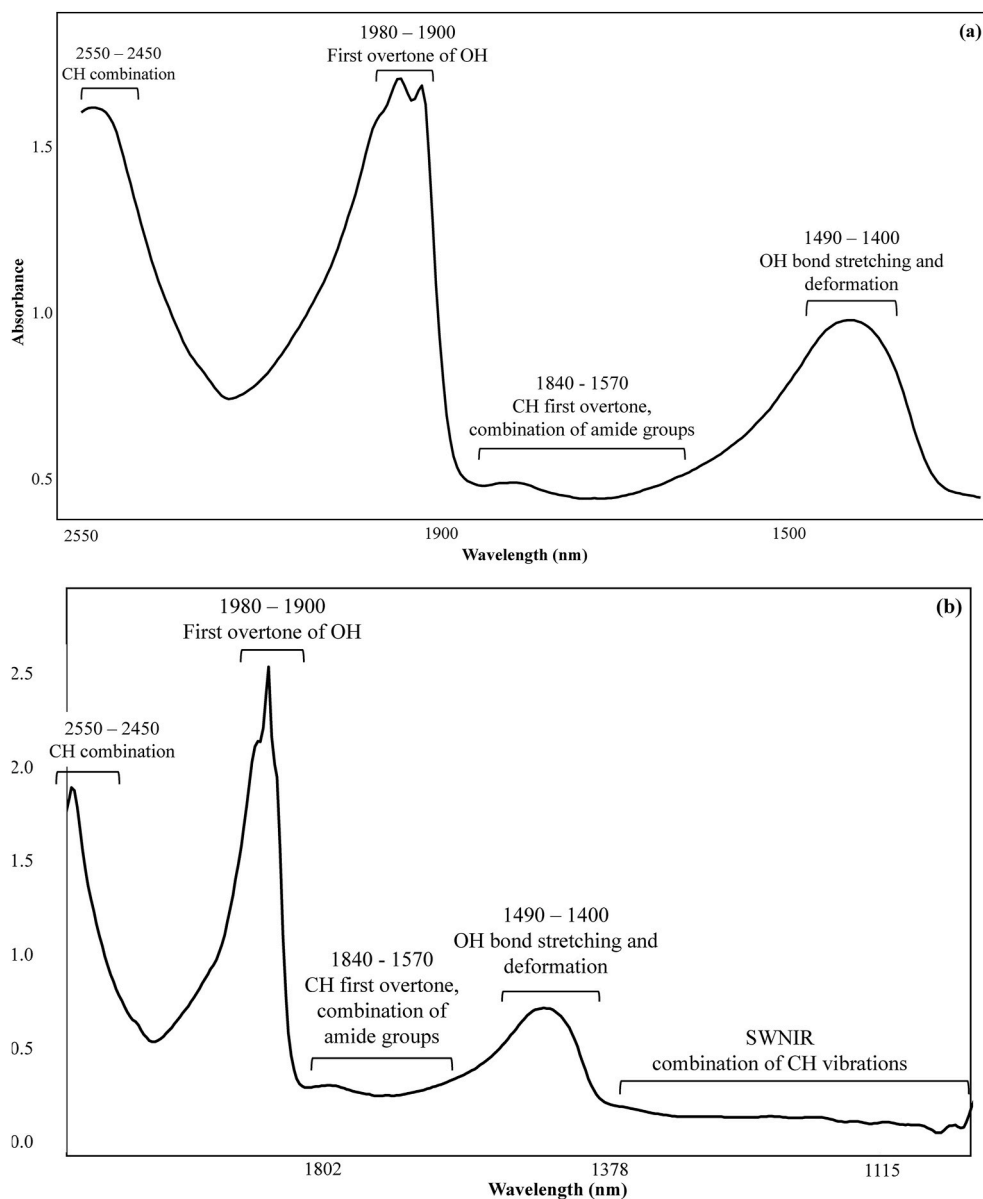 (a)
2550 – 2450
CH combination
1980 – 1900
First overtone of OH
1490 – 1400
OH bond stretching and
deformation
1840 - 1570
CH first overtone,
combination of amide groups
Absorbance
1.5
1.0
0.5
2550
1900
1500
Wavelength (nm)
(b)
1980 – 1900
First overtone of OH
2550 – 2450
CH combination
1490 – 1400
OH bond stretching and
deformation
1840 - 1570
CH first overtone,
combination of
amide groups
SWNIR
combination of CH vibrations
2.5
2.0
1.5
1.0
0.5
0.0
1802
1378
1115
Wavelength (nm)